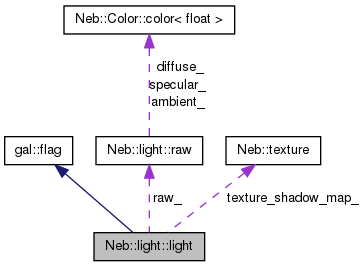 Neb::Color::color< float >
diffuse_
specular_
ambient_
gal::flag
Neb::light::raw
Neb::texture
raw_
texture_shadow_map_
Neb::light::light